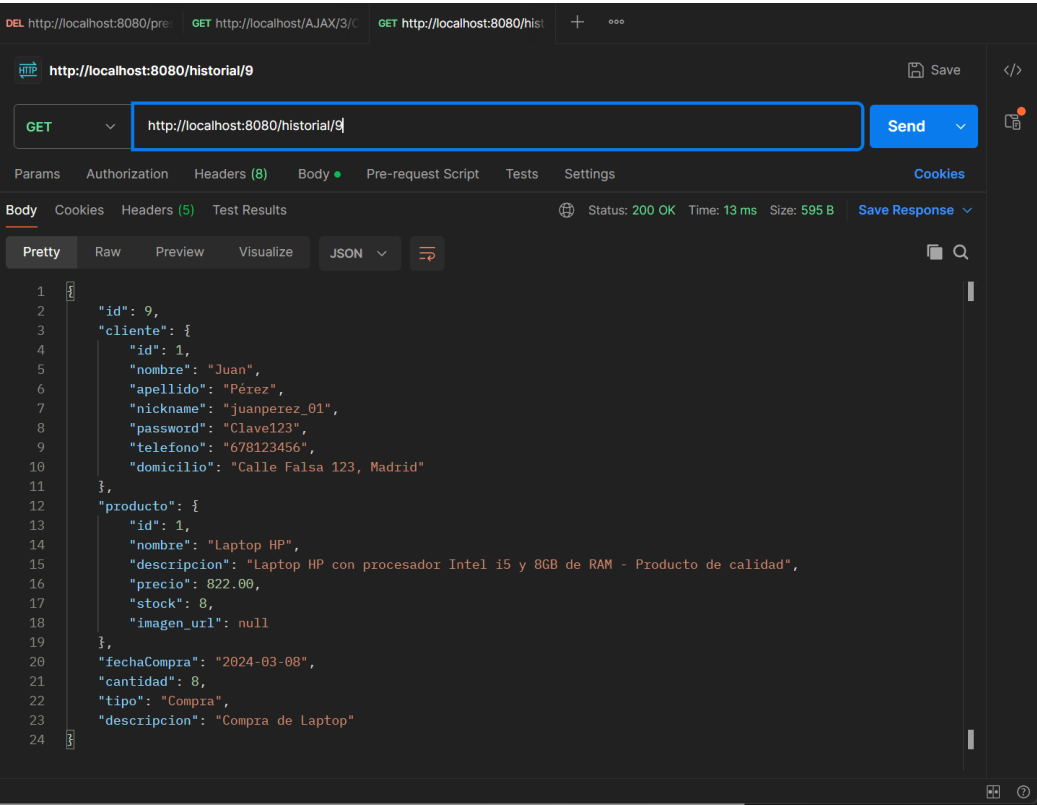 DEL http://localhost:8080/pre GET http://localhost/AJAX/3/C GET http://localhost:8080/hist
HTTP http://localhost:8080/historial/9 Save
GET http://localhost:8080/historial/9 Send
Params Authorization Headers (8) Body Pre-request Script Tests Settings Cookies
Body Cookies Headers (5) Test Results Status: 200 OK Time: 13 ms Size: 595 B Save Response
Pretty Raw Preview Visualize JSON
1 {
2 "id": 9,
3 "cliente": {
4 "id": 1,
5 "nombre": "Juan",
6 "apellido": "Pérez",
7 "nickname": "juanperez_01",
8 "password": "Clave123",
9 "telefono": "678123456",
10 "domicilio": "Calle Falsa 123, Madrid"
11 },
12 "producto": {
13 "id": 1,
14 "nombre": "Laptop HP",
15 "descripcion": "Laptop HP con procesador Intel i5 y 8GB de RAM - Producto de calidad",
16 "precio": 822.00,
17 "stock": 8,
18 "imagen_url": null
19 },
20 "fechaCompra": "2024-03-08",
21 "cantidad": 8,
22 "tipo": "Compra",
23 "descripcion": "Compra de Laptop"
24 }